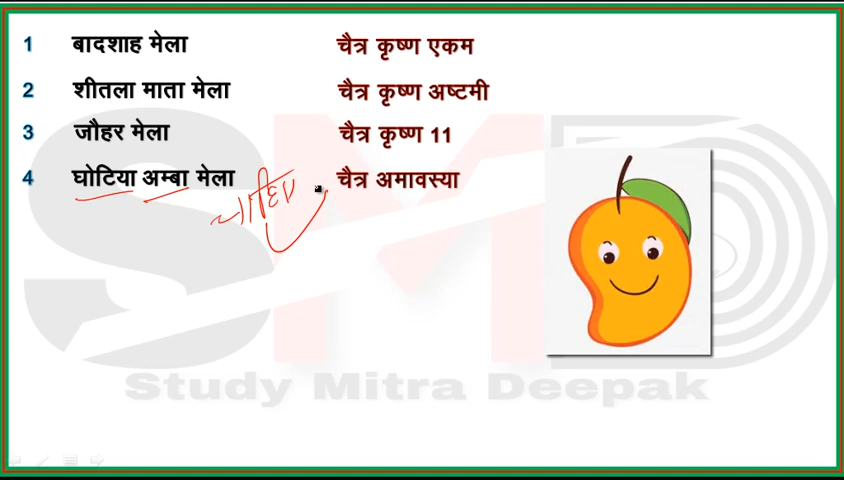 1 बादशाह मेला चैत्र कृष्ण एकम
2 शीतला माता मेला चैत्र कृष्ण अष्टमी
3 जौहर मेला चैत्र कृष्ण 11
4 घोटिया अम्बा मेला चैत्र अमावस्या
Study Mitra Deepak